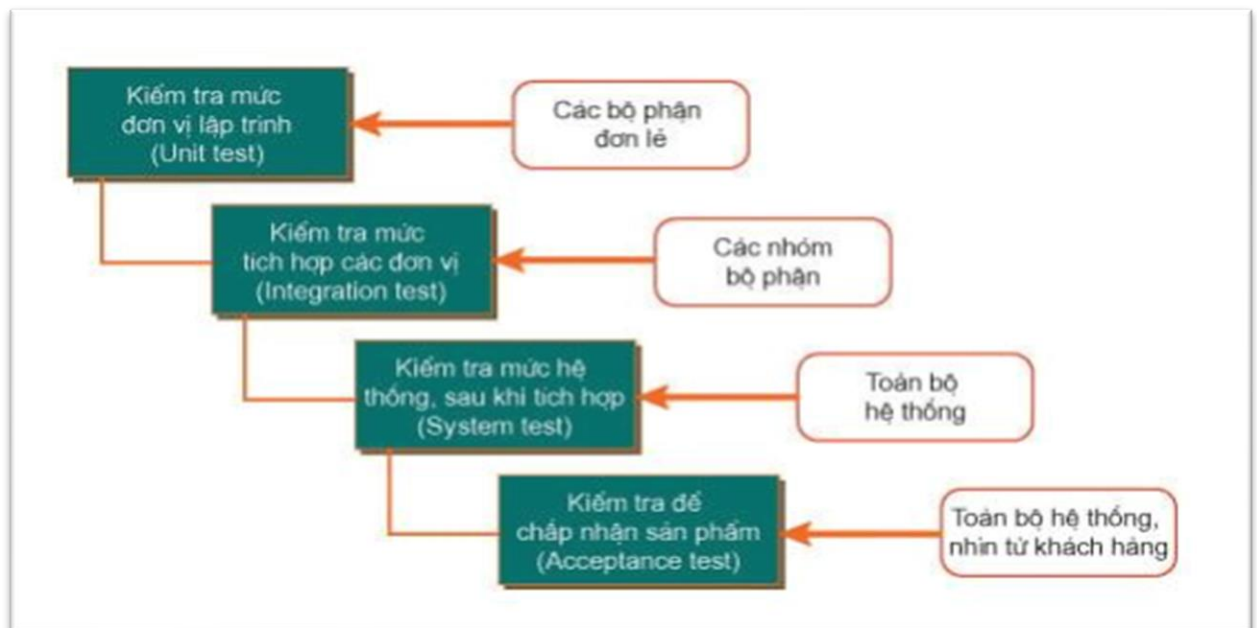 Kiểm tra mức
đơn vị lập trình
(Unit test)
Các bộ phận
đơn lẻ
Kiểm tra mức
tích hợp các đơn vị
(Integration test)
Các nhóm
bộ phận
Kiểm tra mức hệ
thống, sau khi tích hợp
(System test)
Toàn bộ
hệ thống
Kiểm tra để
chấp nhận sản phẩm
(Acceptance test)
Toàn bộ hệ thống,
nhìn từ khách hàng